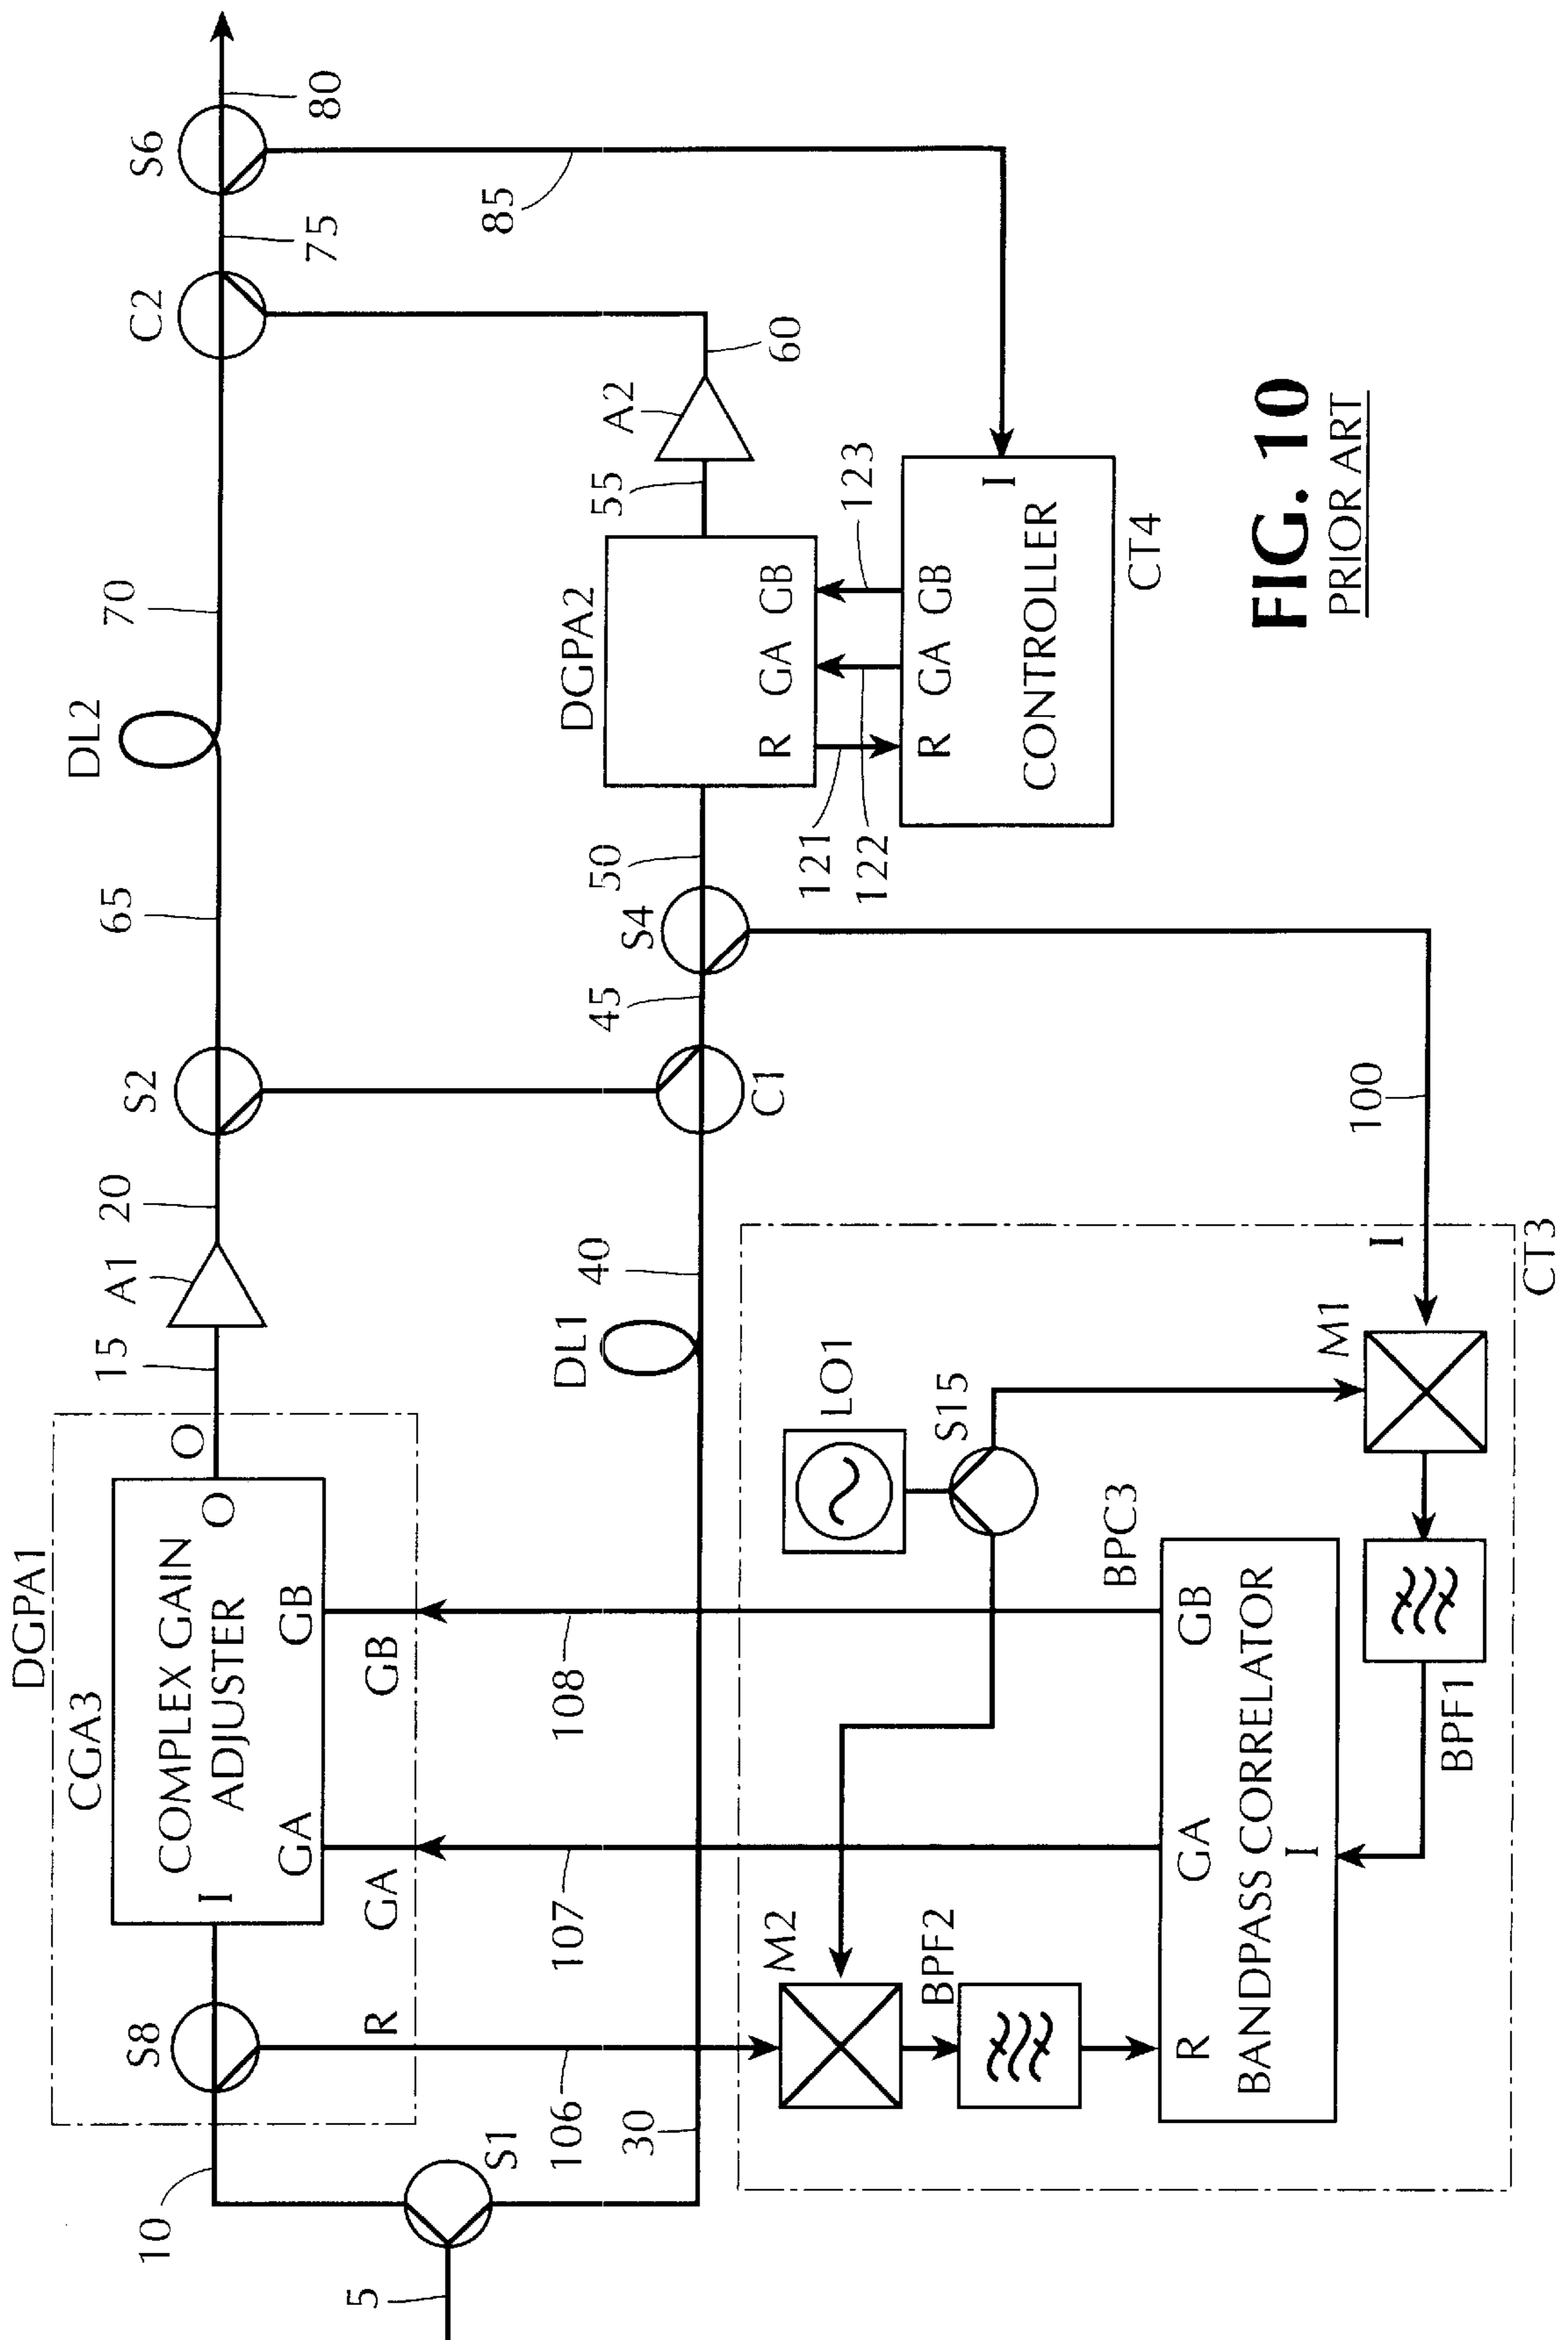 DGPA1
CGA3
COMPLEX GAIN
ADJUSTER
I
O
GA
GB
O
S8
R
GA
GB
10
15
A1
20
S2
65
DL2
70
C2
75
S6
80
5
S1
106
30
107
108
DL1
40
C1
45
S4
50
DGPA2
R
GA
GB
55
A2
60
85
121
122
123
R
GA
GB
I
CONTROLLER
CT4
100
M2
BPF2
LO1
S15
I
M1
CT3
BPC3
R
GA
GB
BANDPASS CORRELATOR
I
BPF1
FIG. 10
PRIOR ART